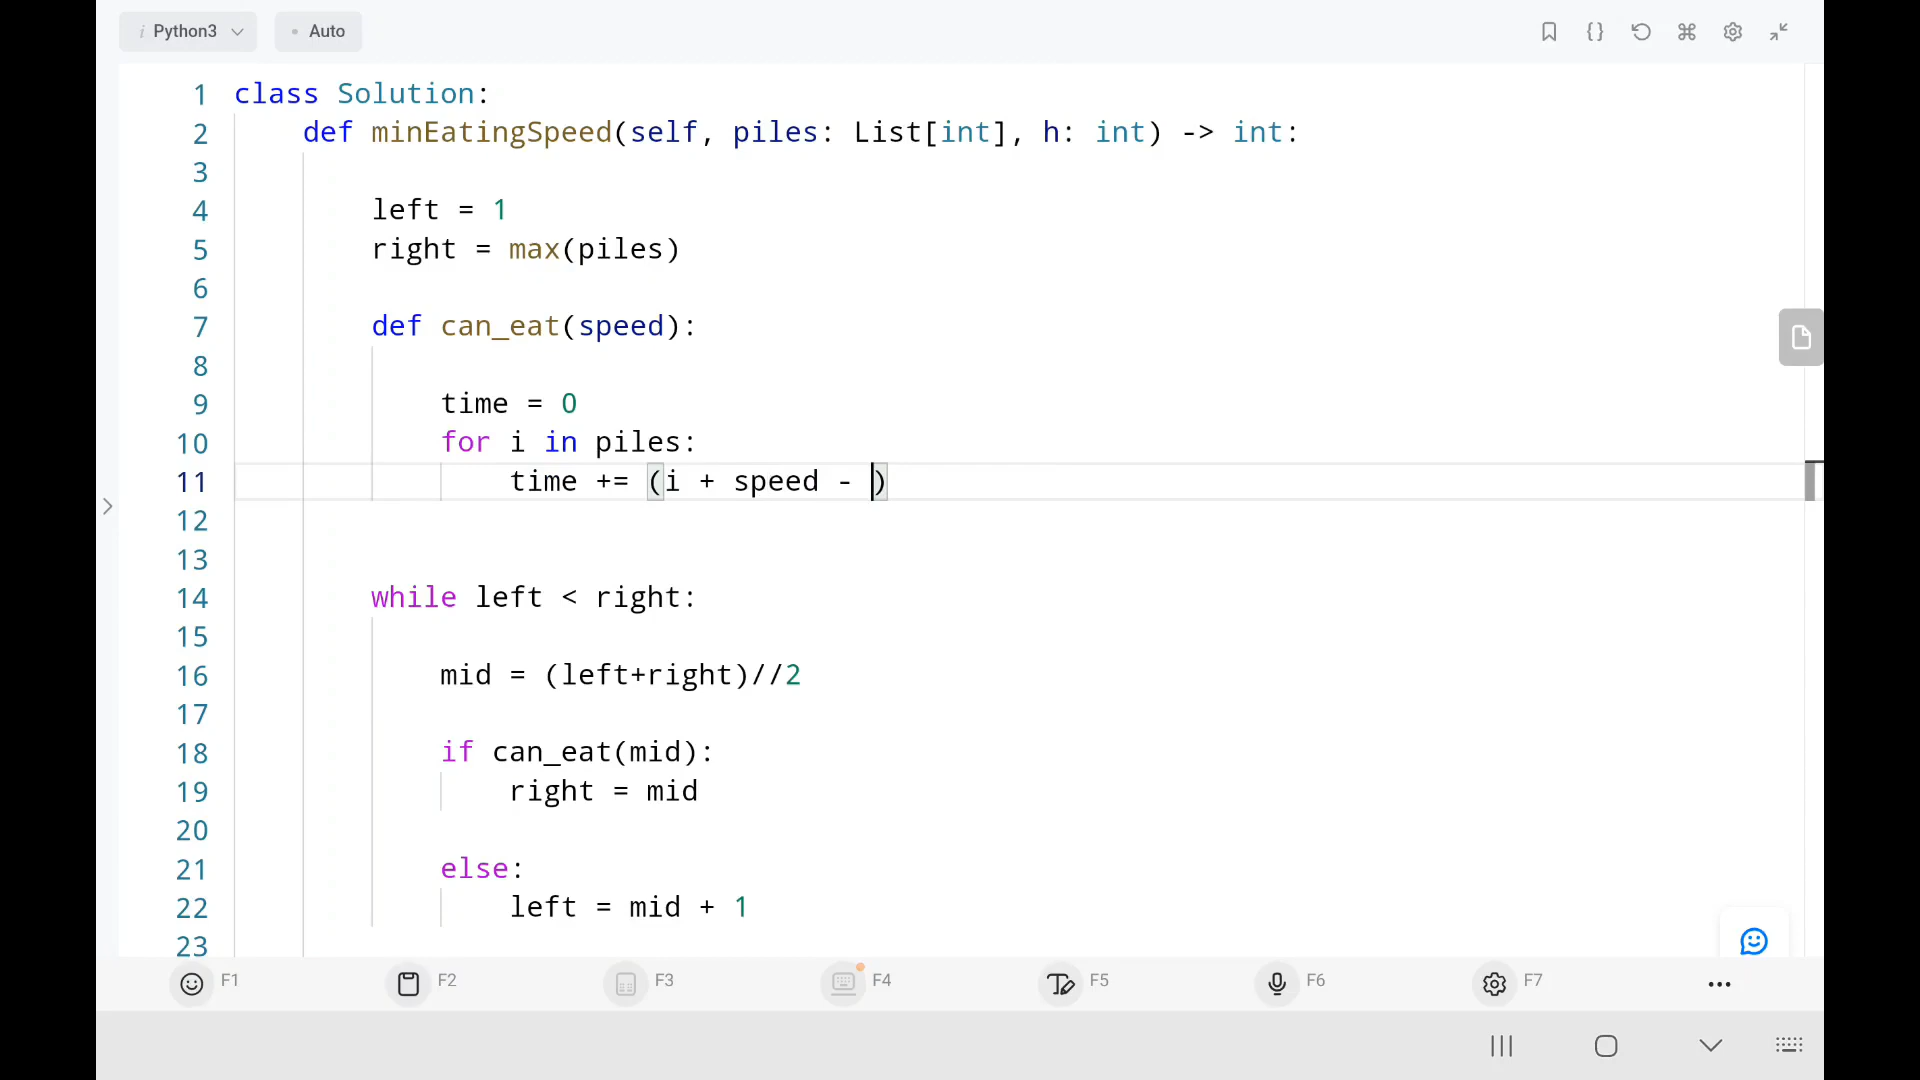 i Python3 Auto
1 class Solution:
2 def minEatingSpeed(self, piles: List[int], h: int) -> int:
3
4 left = 1
5 right = max(piles)
6
7 def can_eat(speed):
8
9 time = 0
10 for i in piles:
11 time += (i + speed - )
12
13
14 while left < right:
15
16 mid = (left+right)//2
17
18 if can_eat(mid):
19 right = mid
20
21 else:
22 left = mid + 1
23
F1 F2 F3 F4 F5 F6 F7